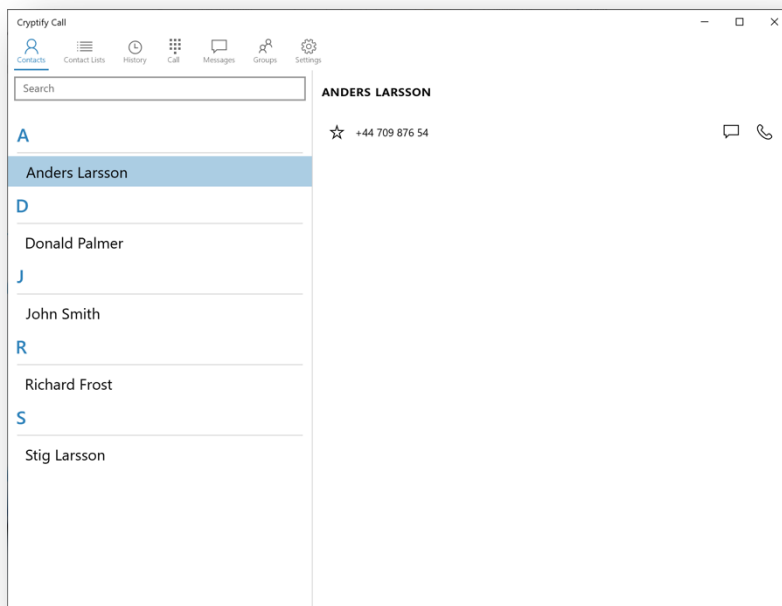 Cryptify Call
Contacts Contact Lists History Call Messages Groups Settings
Search
A
Anders Larsson
D
Donald Palmer
J
John Smith
R
Richard Frost
S
Stig Larsson
ANDERS LARSSON
+44 709 876 54